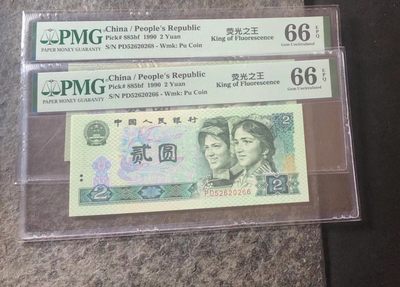 PMG
PAPER MONEY GUARANTY
China / People's Republic
Pick# 885bf 1990 2 Yuan
S/N PD52620268 - Wmk: Pu Coin
荧光之王
King of Fluorescence
66 EPQ
Gem Uncirculated
PMG
PAPER MONEY GUARANTY
China / People's Republic
Pick# 885bf 1990 2 Yuan
S/N PD52620266 - Wmk: Pu Coin
荧光之王
King of Fluorescence
66 EPQ
Gem Uncirculated
中国人民银行
2
贰圆
2
2
PD52620266